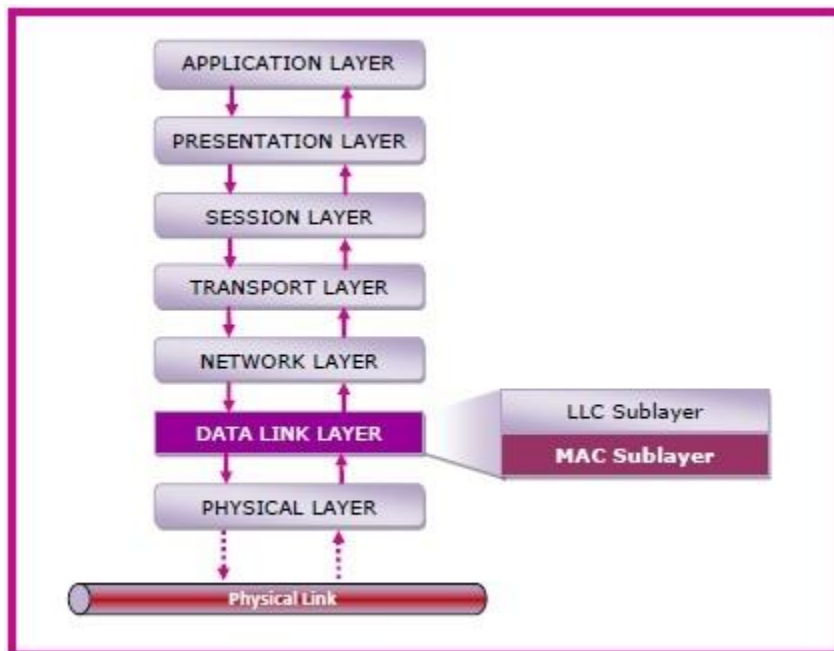 APPLICATION LAYER
PRESENTATION LAYER
SESSION LAYER
TRANSPORT LAYER
NETWORK LAYER
DATA LINK LAYER
LLC Sublayer
MAC Sublayer
PHYSICAL LAYER
Physical Link